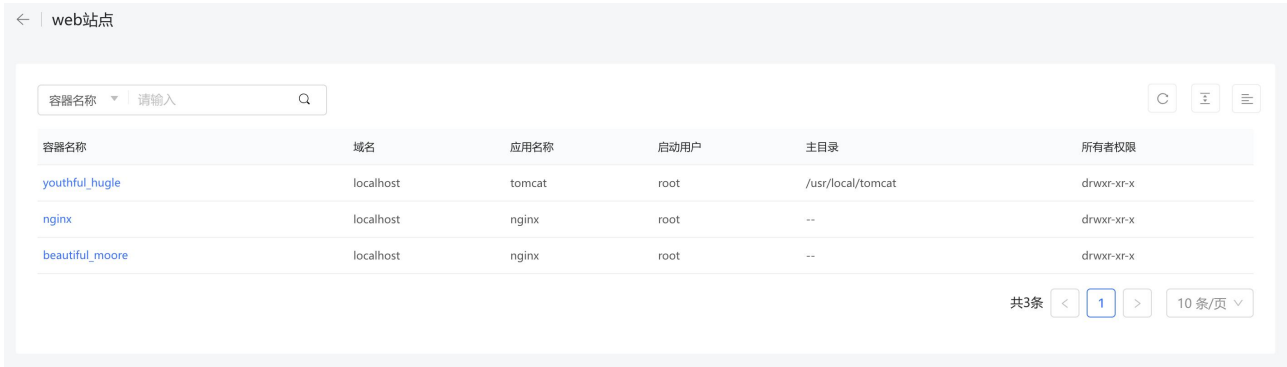 web站点
容器名称 请输入
容器名称 域名 应用名称 启动用户 主目录 所有者权限
youthful_hugle localhost tomcat root /usr/local/tomcat drwxr-xr-x
nginx localhost nginx root -- drwxr-xr-x
beautiful_moore localhost nginx root -- drwxr-xr-x
共3条 < 1 > 10 条/页